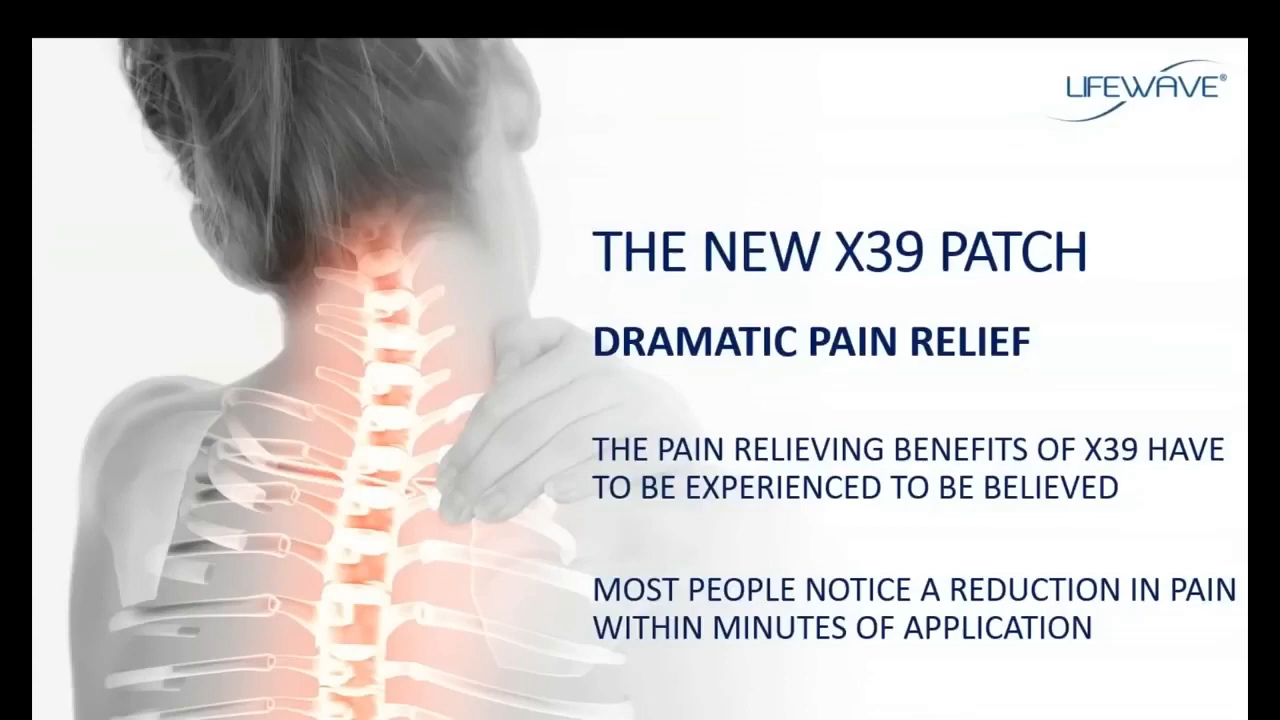 LIFEWAVE®
THE NEW X39 PATCH
DRAMATIC PAIN RELIEF
THE PAIN RELIEVING BENEFITS OF X39 HAVE
TO BE EXPERIENCED TO BE BELIEVED
MOST PEOPLE NOTICE A REDUCTION IN PAIN
WITHIN MINUTES OF APPLICATION